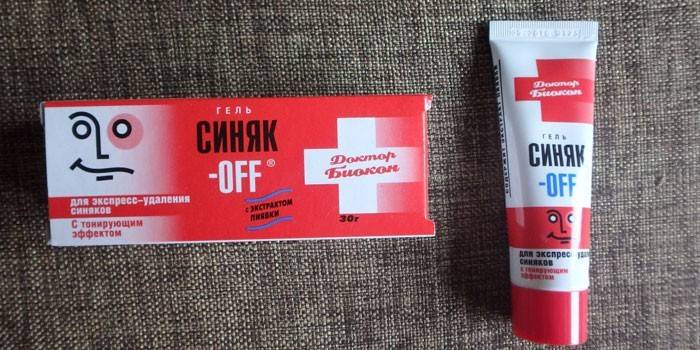 ГЕЛЬ
СИНЯК
-OFF®
для экспресс-удаления
синяков
С тонирующим
эффектом
с ЭКСТРАКТОМ
ПИЯВКИ
Доктор
Биокон
30г
Доктор
Биокон
ГЕЛЬ
СИНЯК
-OFF
для экспресс-удале
синяков
с тонирующим
эффектом